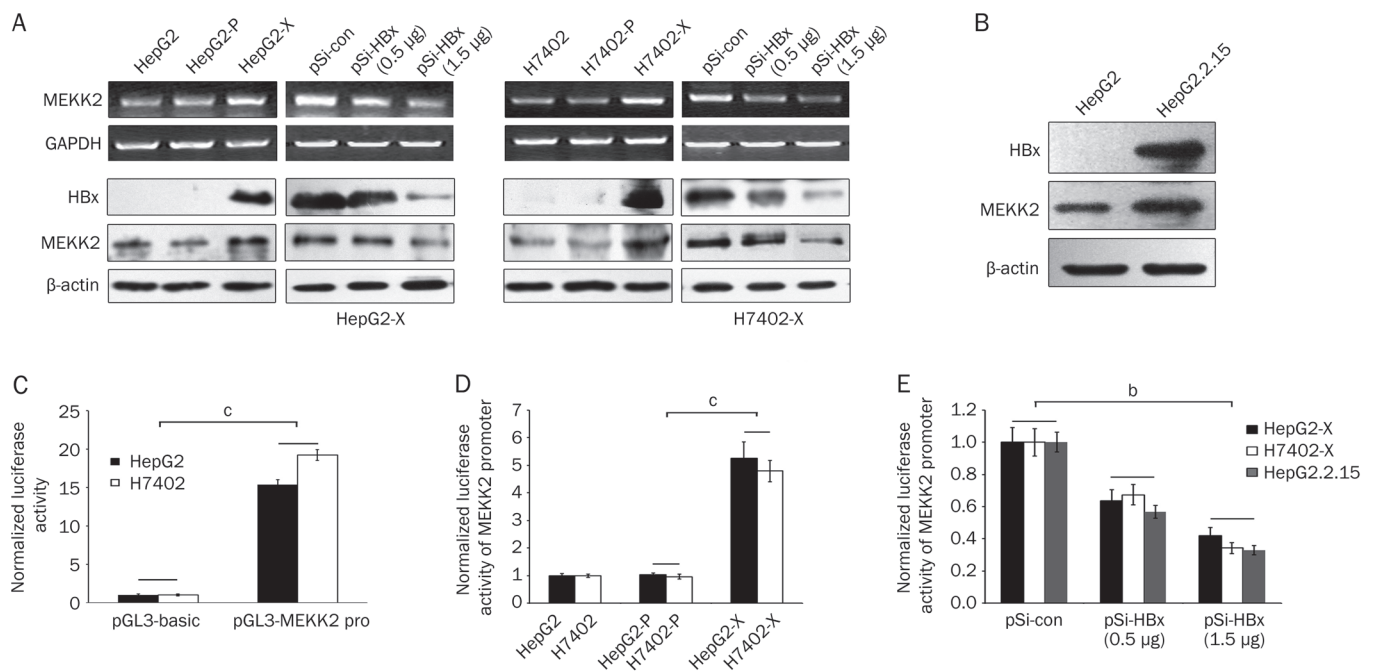 A
HepG2
HepG2-P
HepG2-X
pSi-con
pSi-HBx
(0.5 µg)
pSi-HBx
(1.5 µg)
H7402
H7402-P
H7402-X
pSi-con
pSi-HBx
(0.5 µg)
pSi-HBx
(1.5 µg)
MEKK2
GAPDH
HBx
MEKK2
β-actin
HepG2-X
H7402-X
B
HepG2
HepG2.2.15
HBx
MEKK2
β-actin
C
Normalized luciferase
activity
25
20
15
10
5
0
c
HepG2
H7402
pGL3-basic
pGL3-MEKK2 pro
D
Normalized luciferase
activity of MEKK2 promoter
7
6
5
4
3
2
1
0
c
HepG2
H7402
HepG2-P
H7402-P
HepG2-X
H7402-X
E
Normalized luciferase
activity of MEKK2 promoter
1.2
1.0
0.8
0.6
0.4
0.2
0.0
b
HepG2-X
H7402-X
HepG2.2.15
pSi-con
pSi-HBx
(0.5 µg)
pSi-HBx
(1.5 µg)